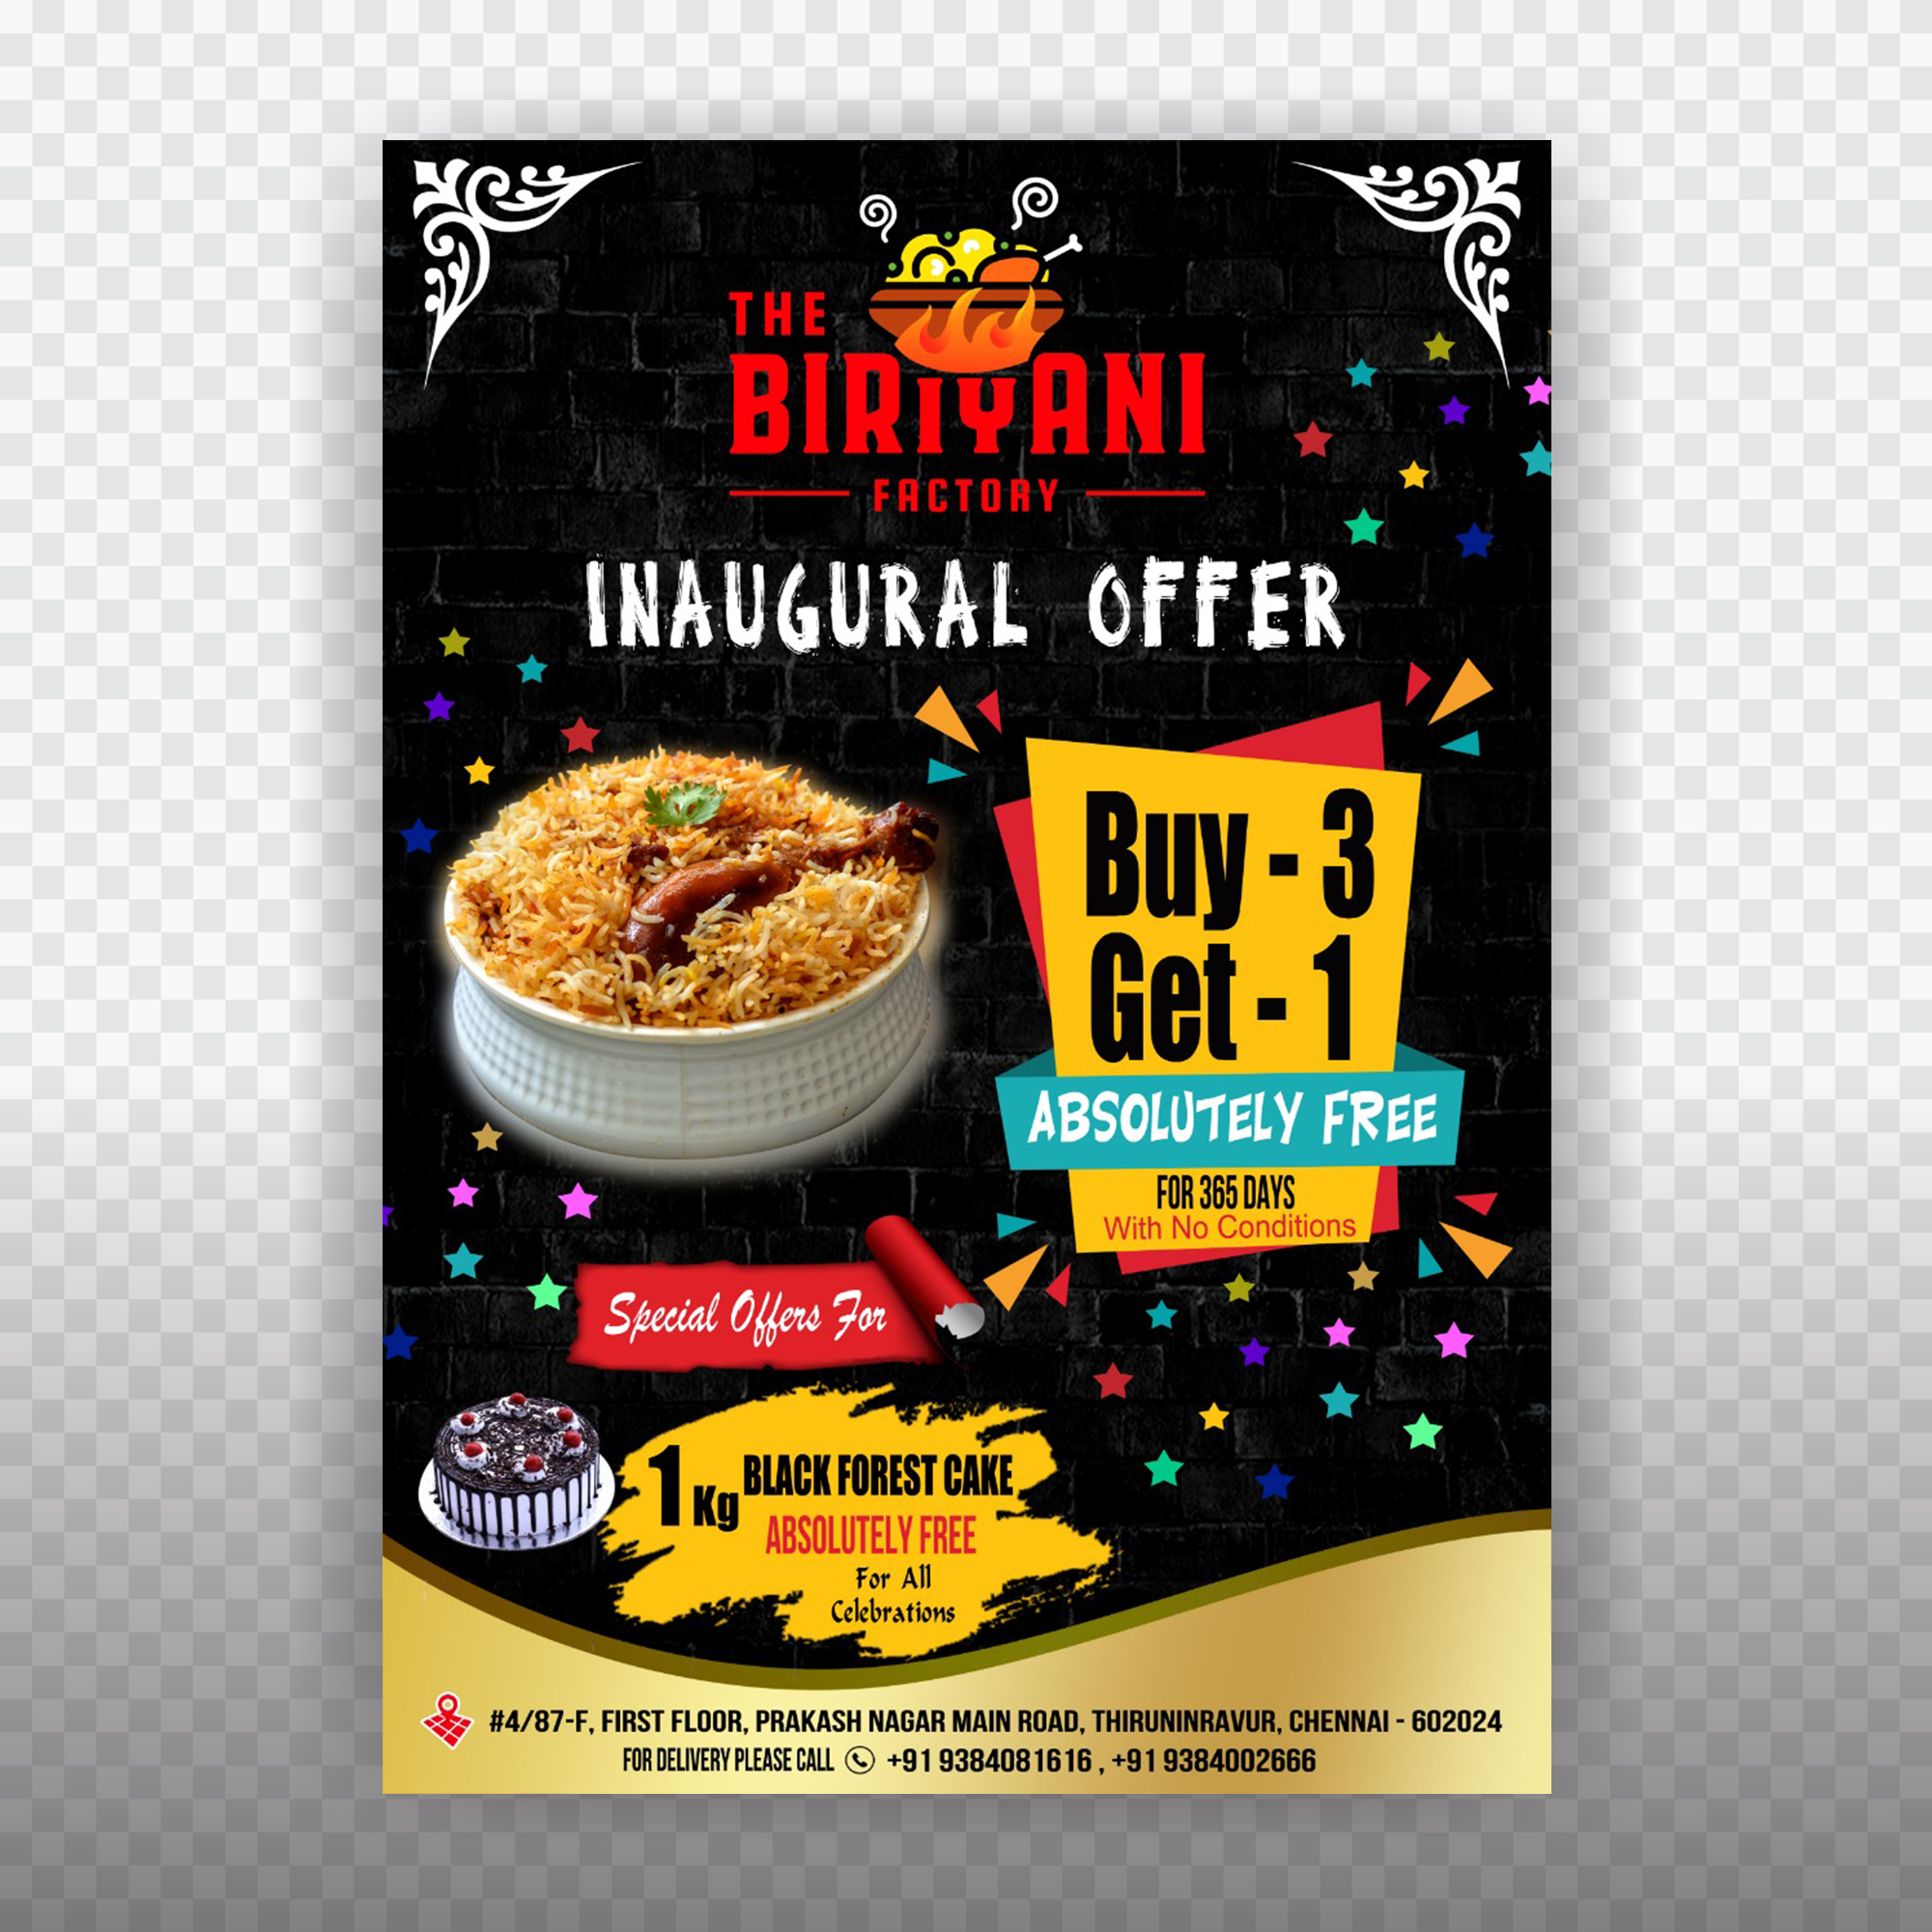 THE
BIRIYANI
FACTORY
INAUGURAL OFFER
Buy - 3
Get - 1
ABSOLUTELY FREE
FOR 365 DAYS
With No Conditions
Special Offers For
1 Kg BLACK FOREST CAKE
ABSOLUTELY FREE
For All
Celebrations
#4/87-F, FIRST FLOOR, PRAKASH NAGAR MAIN ROAD, THIRUNINRAVUR, CHENNAI - 602024
FOR DELIVERY PLEASE CALL +91 9384081616 , +91 9384002666